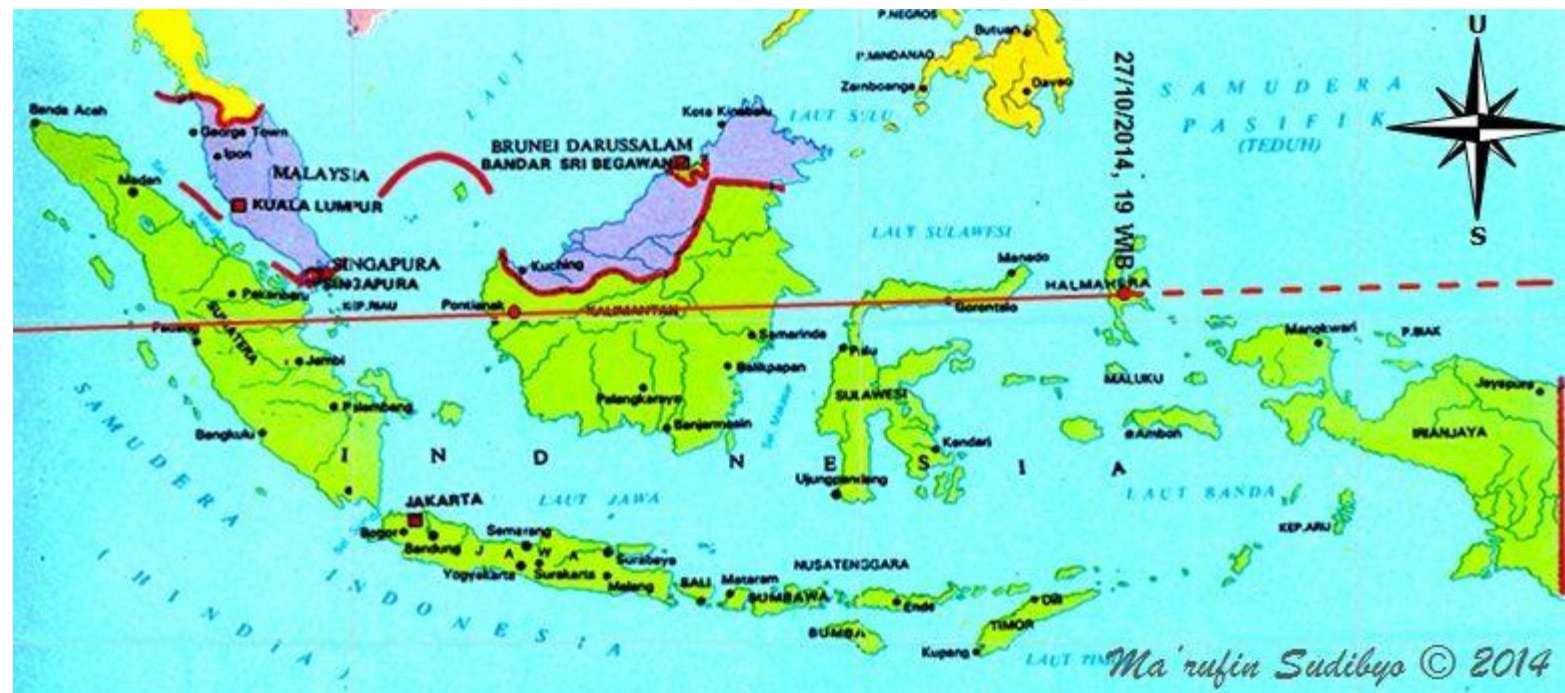 P.NEGROS
Butuan
U
P.MINDANAO
Zamboanga
Davao
SAMUDERA
PASIFIK
(TEDUH)
27/10/2014, 19 WIB
Banda Aceh
George Town
Ipon
LAUT
Kota Kinabalu
LAUT SULU
BRUNEI DARUSSALAM
BANDAR SRI BEGAWAN
MALAYSIA
Medan
KUALA LUMPUR
S
LAUT SULAWESI
SINGAPURA
SINGAPURA
Kuching
Manado
Pekanbaru
KEP.RIAU
Pontianak
KALIMANTAN
HALMAHERA
Gorontalo
Padang
SUMATERA
Samarinda
Manokwari
P.BIAK
Jambi
Palu
Balikpapan
MALUKU
Jayapura
Palangkaraya
SULAWESI
Palembang
Sel. Makasar
Bengkulu
Banjarmasin
Ambon
IRIANJAYA
Kendari
INDONESIA
Ujungpandang
JAKARTA
LAUT JAWA
LAUT BANDA
Bogor
Bandung
Semarang
JAWA
Surabaya
KEP.ARU
Yogyakarta
Surakarta
Malang
NUSATENGGARA
BALI
Mataram
SUMBAWA
Ende
Dili
TIMOR
SUMBA
Kupang
SAMUDERA
INDONESIA
(HINDIA)
Ma'rufin Sudibyo © 2014